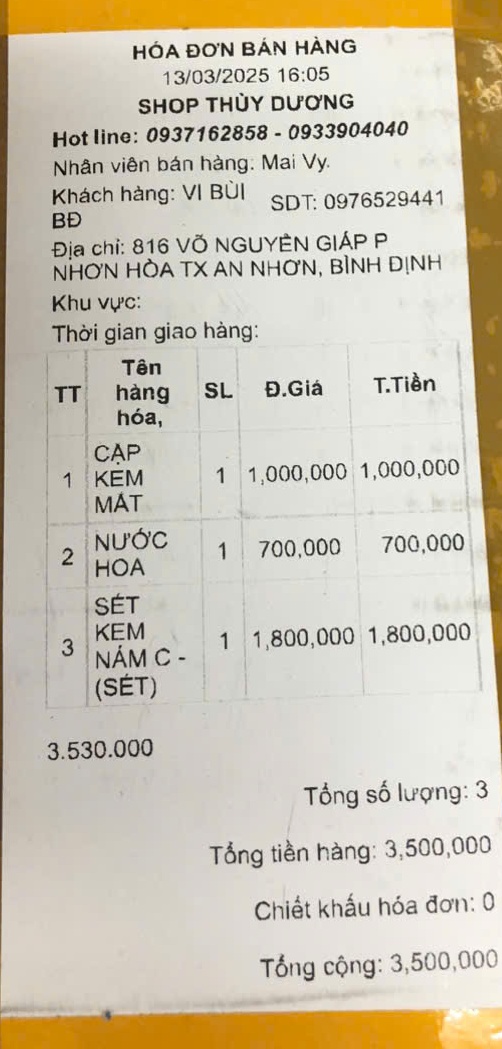 HÓA ĐƠN BÁN HÀNG
13/03/2025 16:05
SHOP THÙY DƯƠNG
Hot line: 0937162858 - 0933904040
Nhân viên bán hàng: Mai Vy.
Khách hàng: VI BÙI BĐ
SDT: 0976529441
Địa chỉ: 816 VÕ NGUYÊN GIÁP P
NHƠN HÒA TX AN NHƠN, BÌNH ĐỊNH
Khu vực:
Thời gian giao hàng:
TT Tên hàng hóa, SL Đ.Giá T.Tiền
1 CẶP KEM MẮT 1 1,000,000 1,000,000
2 NƯỚC HOA 1 700,000 700,000
3 SÉT KEM NÁM C - (SÉT) 1 1,800,000 1,800,000
3.530.000
Tổng số lượng: 3
Tổng tiền hàng: 3,500,000
Chiết khấu hóa đơn: 0
Tổng cộng: 3,500,000